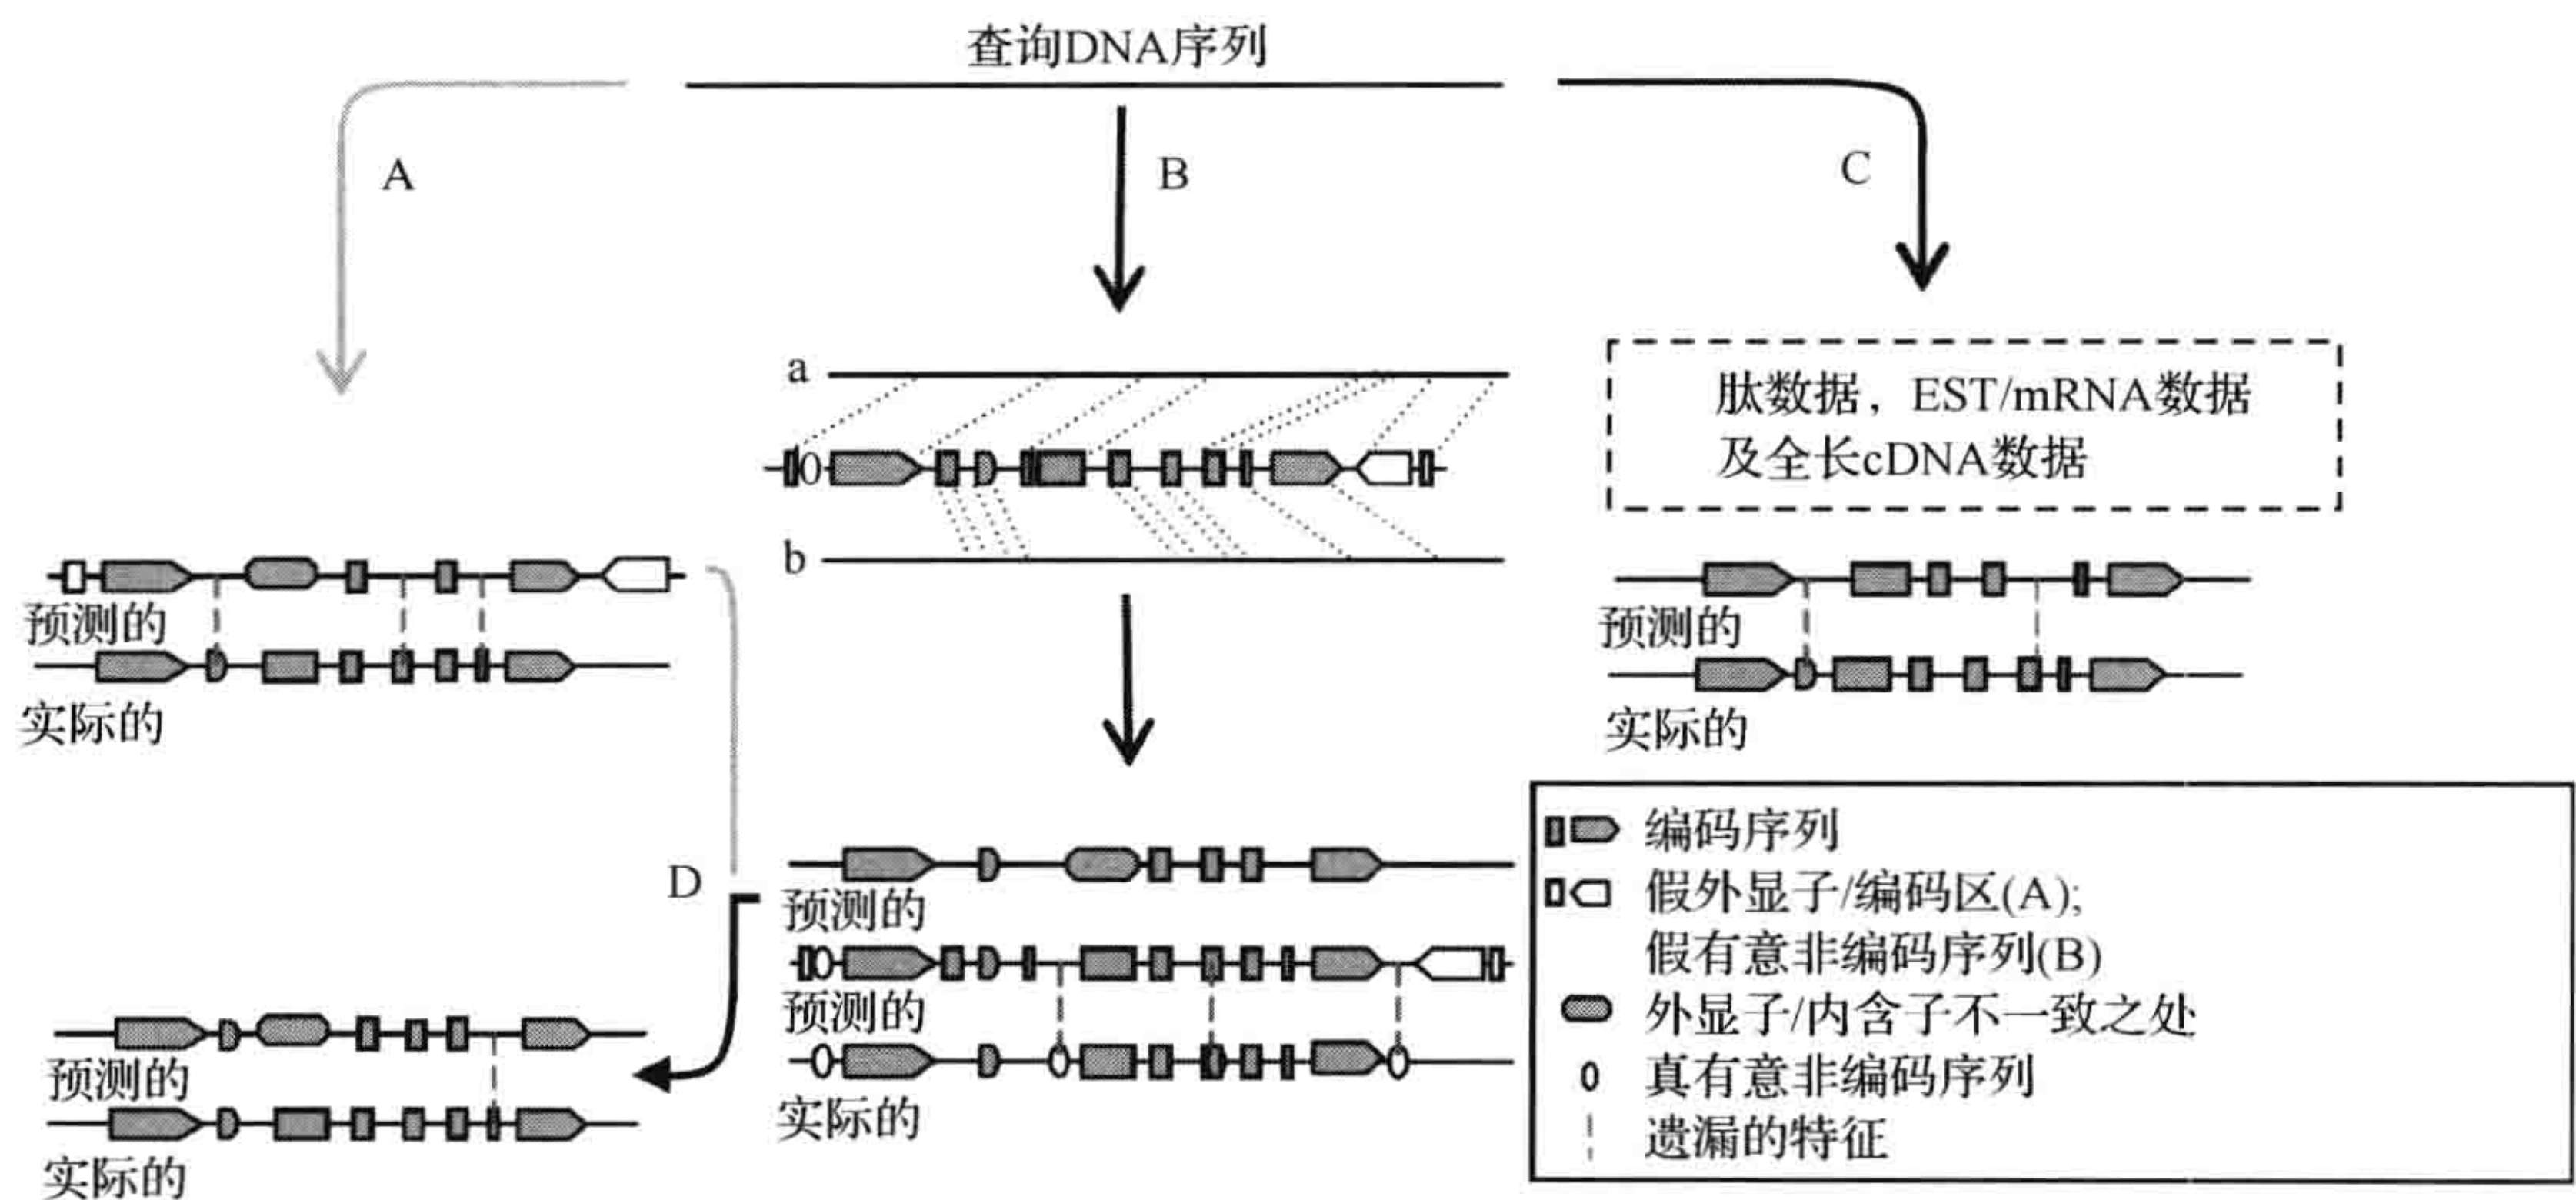 查询DNA序列
A
B
C
a
肽数据，EST/mRNA数据
及全长cDNA数据
b
预测的
实际的
预测的
实际的
D
预测的
预测的
实际的
预测的
实际的
编码序列
假外显子/编码区(A);
假有意非编码序列(B)
外显子/内含子不一致之处
真有意非编码序列
遗漏的特征